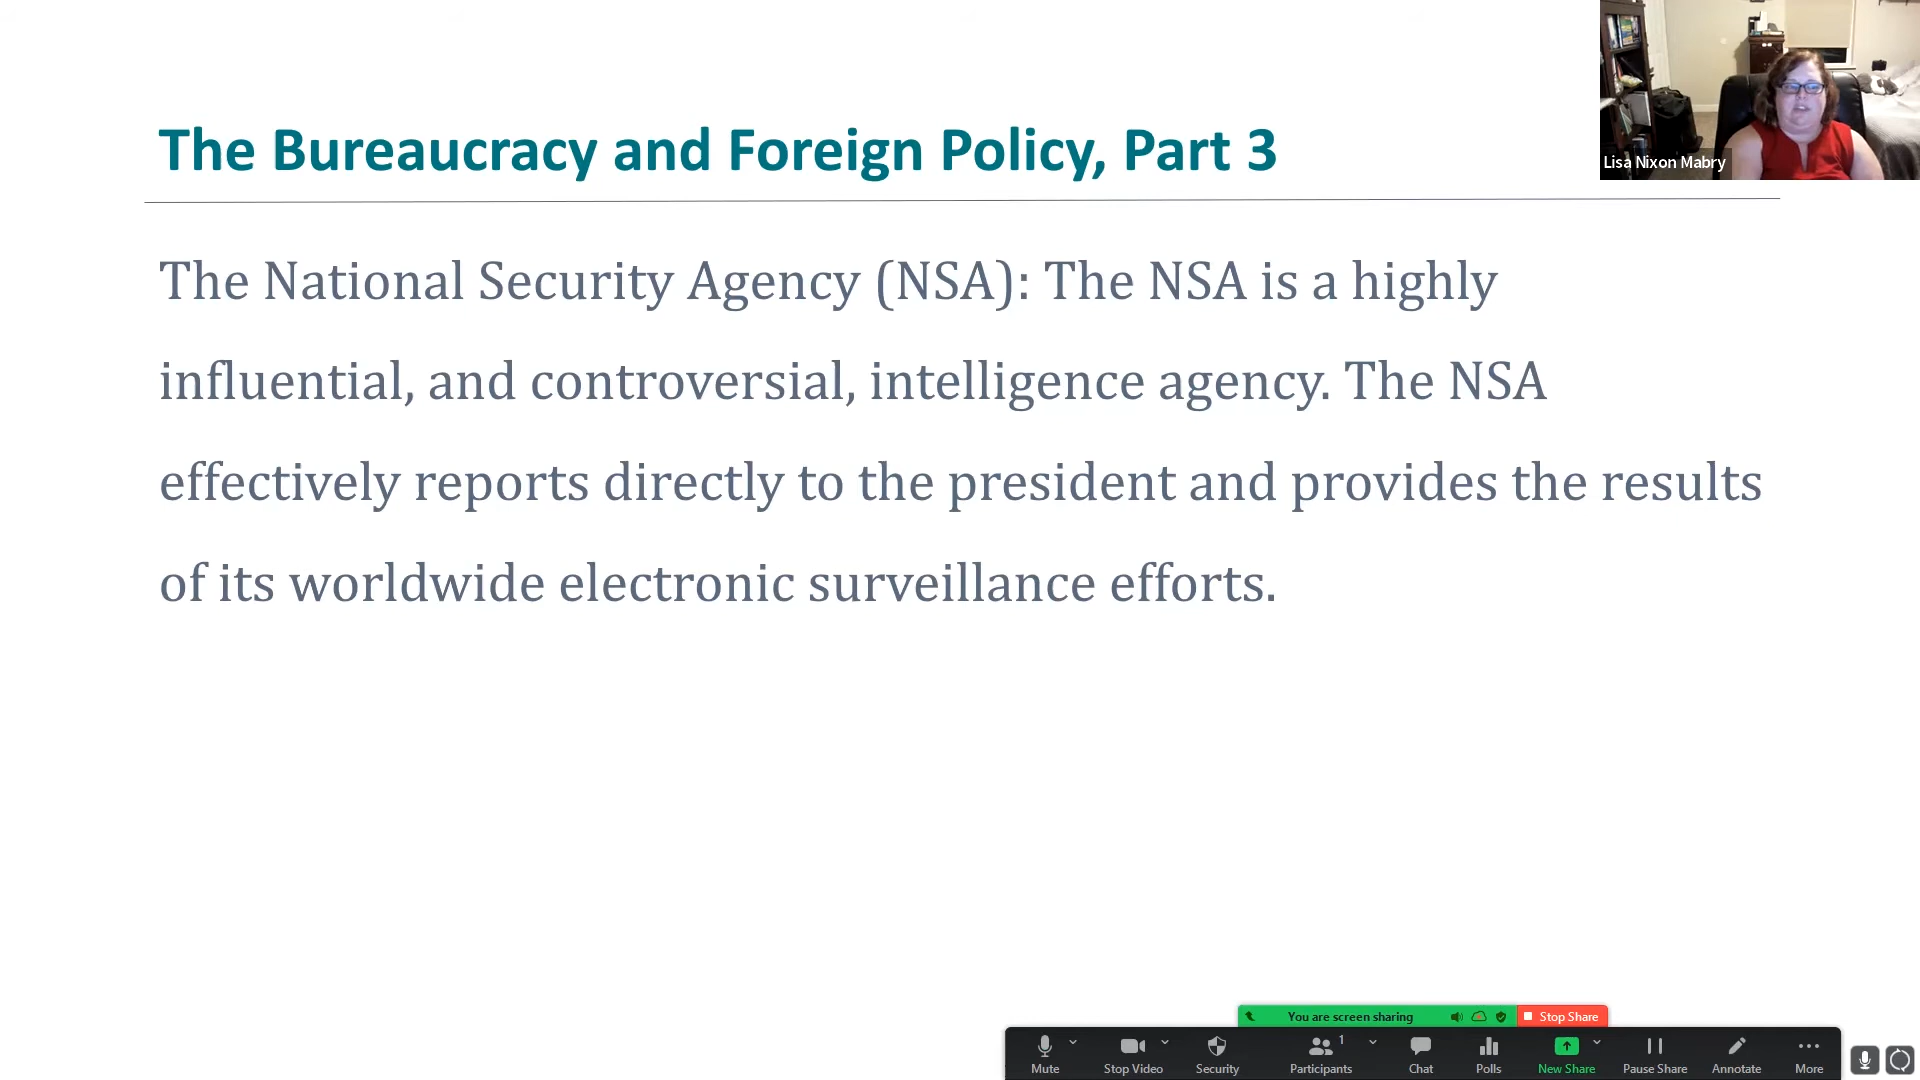 The Bureaucracy and Foreign Policy, Part 3
Lisa Nixon Mabry
The National Security Agency (NSA): The NSA is a highly
influential, and controversial, intelligence agency. The NSA
effectively reports directly to the president and provides the results
of its worldwide electronic surveillance efforts.
You are screen sharing
Stop Share
1
Mute
Stop Video
Security
Participants
Chat
Polls
New Share
Pause Share
Annotate
More